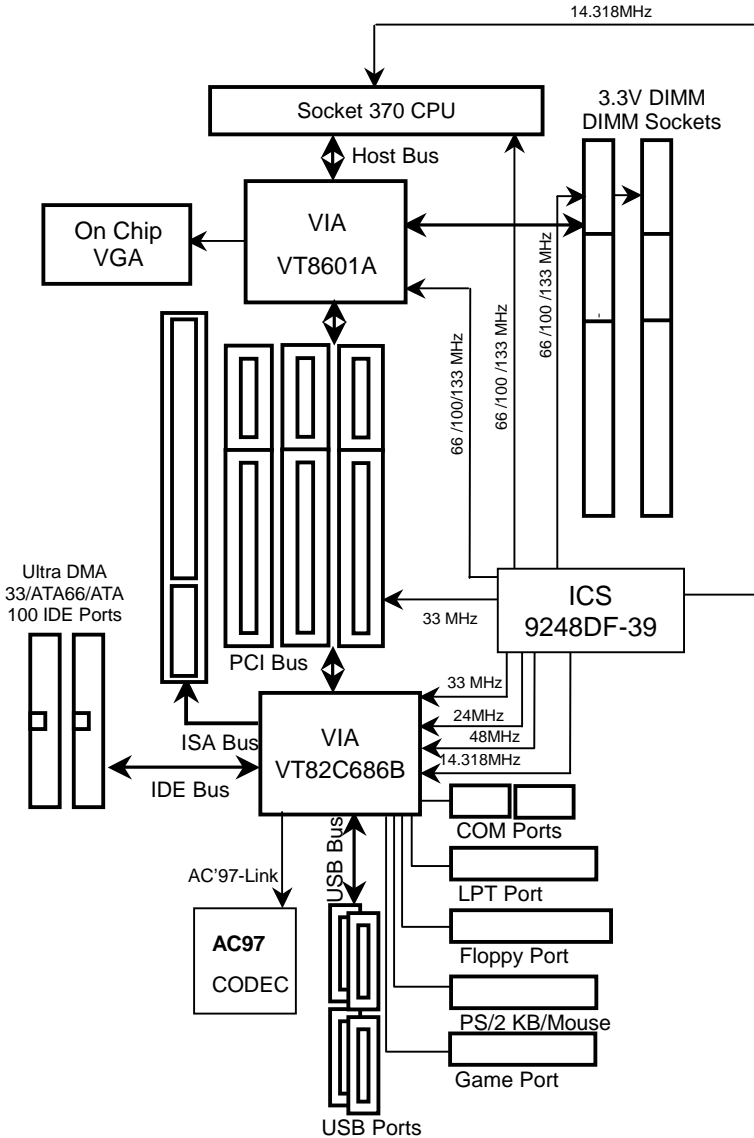 14.318MHz
Socket 370 CPU
3.3V DIMM
DIMM Sockets
Host Bus
VIA
VT8601A
On Chip
VGA
66 /100/133 MHz
66 /100 /133 MHz
66 /100 /133 MHz
Ultra DMA
33/ATA66/ATA
100 IDE Ports
33 MHz
ICS
9248DF-39
PCI Bus
33 MHz
24MHz
48MHz
14.318MHz
ISA Bus
VIA
VT82C686B
IDE Bus
COM Ports
USB Bus
AC'97-Link
LPT Port
AC97
CODEC
Floppy Port
PS/2 KB/Mouse
Game Port
USB Ports